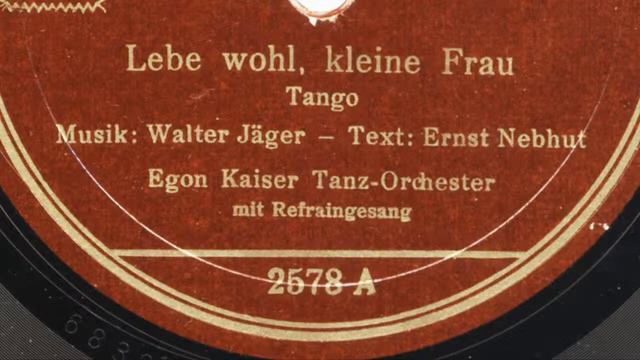 Lebe wohl, kleine Frau
Tango
Musik: Walter Jäger – Text: Ernst Nebhut
Egon Kaiser Tanz-Orchester
mit Refraingesang
2578 A